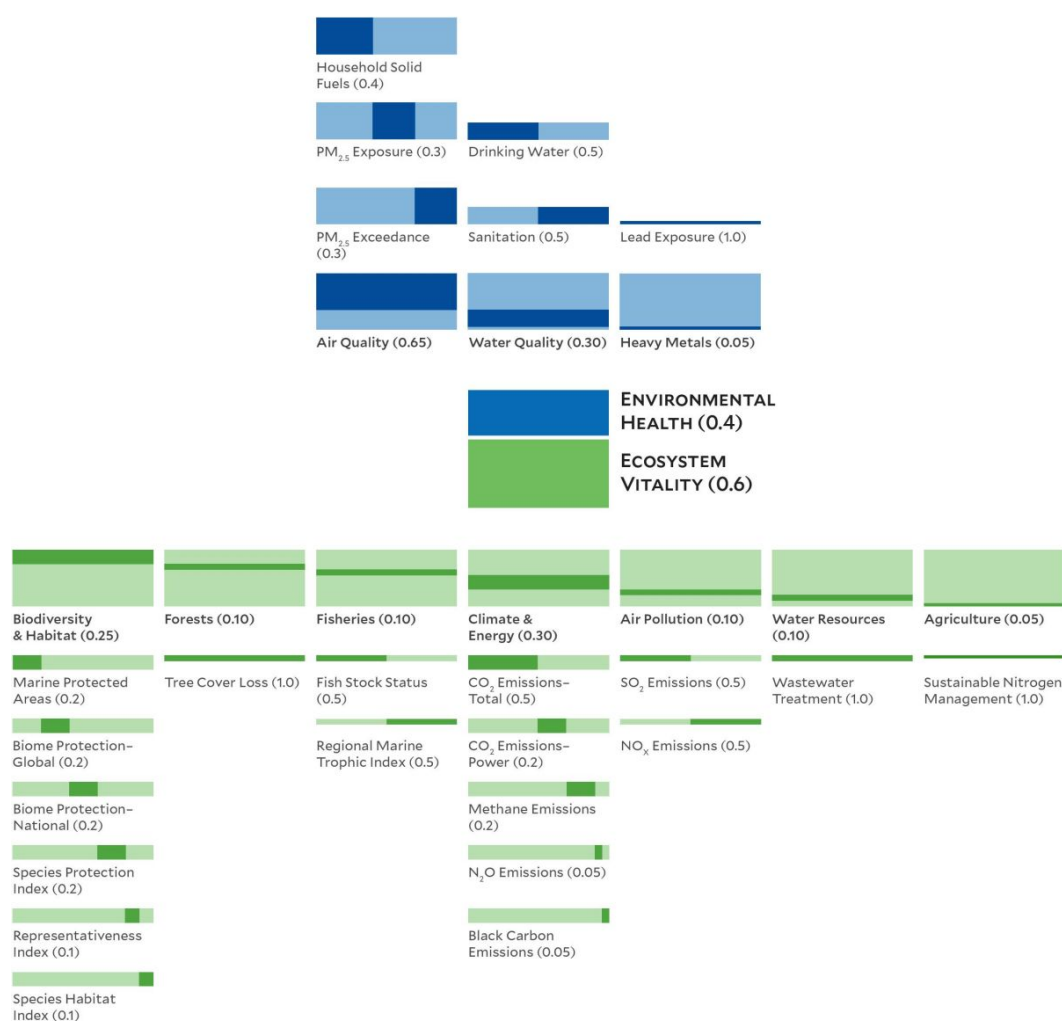 Household Solid
Fuels (0.4)
PM2.5 Exposure (0.3)
Drinking Water (0.5)
PM2.5 Exceedance
(0.3)
Sanitation (0.5)
Lead Exposure (1.0)
Air Quality (0.65)
Water Quality (0.30)
Heavy Metals (0.05)
ENVIRONMENTAL
HEALTH (0.4)
ECOSYSTEM
VITALITY (0.6)
Biodiversity
& Habitat (0.25)
Forests (0.10)
Fisheries (0.10)
Climate &
Energy (0.30)
Air Pollution (0.10)
Water Resources
(0.10)
Agriculture (0.05)
Marine Protected
Areas (0.2)
Tree Cover Loss (1.0)
Fish Stock Status
(0.5)
CO2 Emissions–
Total (0.5)
SO2 Emissions (0.5)
Wastewater
Treatment (1.0)
Sustainable Nitrogen
Management (1.0)
Biome Protection–
Global (0.2)
Regional Marine
Trophic Index (0.5)
CO2 Emissions–
Power (0.2)
NOX Emissions (0.5)
Biome Protection–
National (0.2)
Methane Emissions
(0.2)
Species Protection
Index (0.2)
N2O Emissions (0.05)
Representativeness
Index (0.1)
Black Carbon
Emissions (0.05)
Species Habitat
Index (0.1)